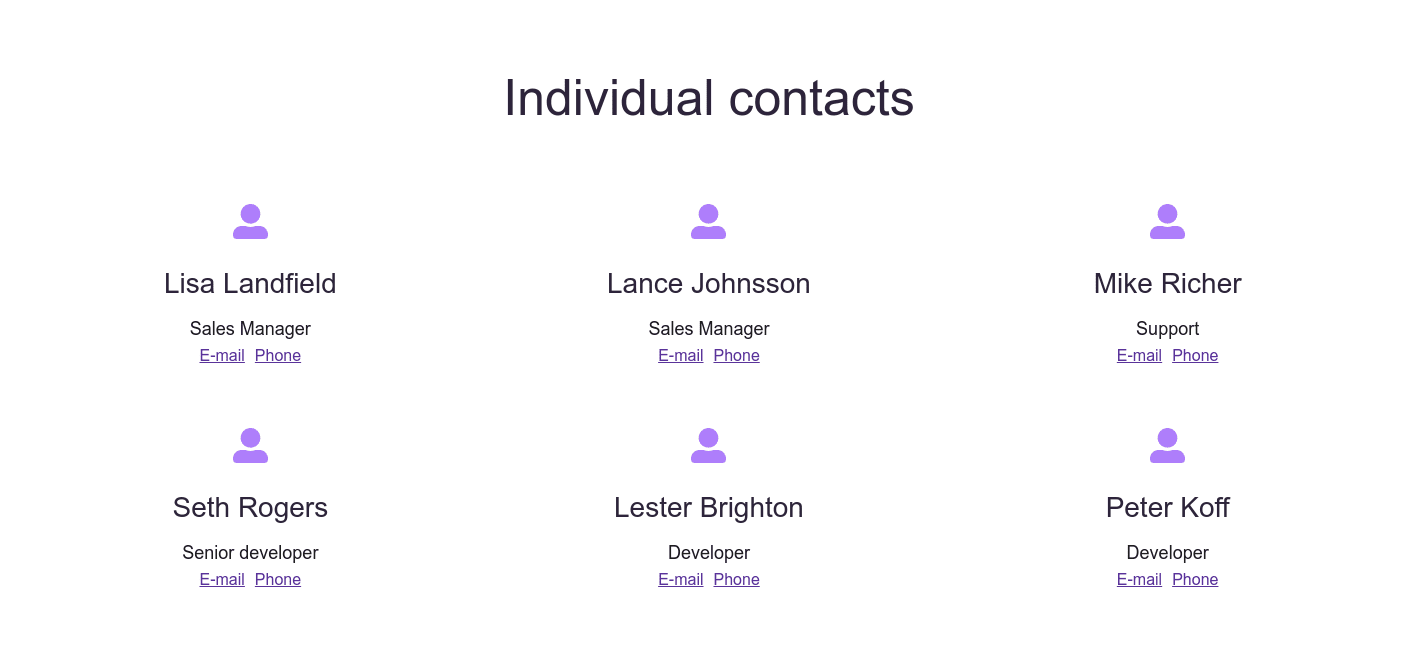 Individual contacts
Lisa Landfield
Sales Manager
E-mail Phone
Lance Johnsson
Sales Manager
E-mail Phone
Mike Richer
Support
E-mail Phone
Seth Rogers
Senior developer
E-mail Phone
Lester Brighton
Developer
E-mail Phone
Peter Koff
Developer
E-mail Phone